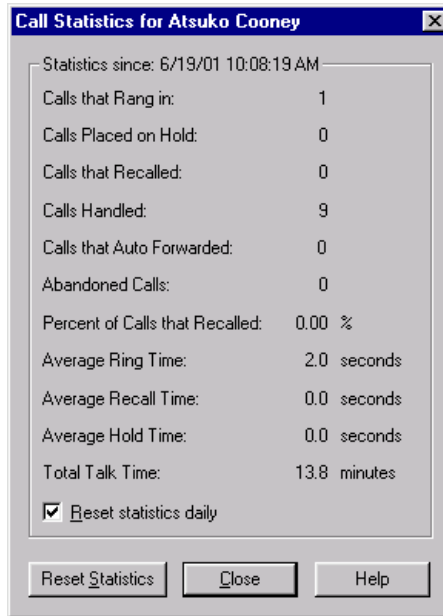 Call Statistics for Atsuko Cooney
Statistics since: 6/19/01 10:08:19 AM
Calls that Rang in: 1
Calls Placed on Hold: 0
Calls that Recalled: 0
Calls Handled: 9
Calls that Auto Forwarded: 0
Abandoned Calls: 0
Percent of Calls that Recalled: 0.00 %
Average Ring Time: 2.0 seconds
Average Recall Time: 0.0 seconds
Average Hold Time: 0.0 seconds
Total Talk Time: 13.8 minutes
Reset statistics daily
Reset Statistics Close Help